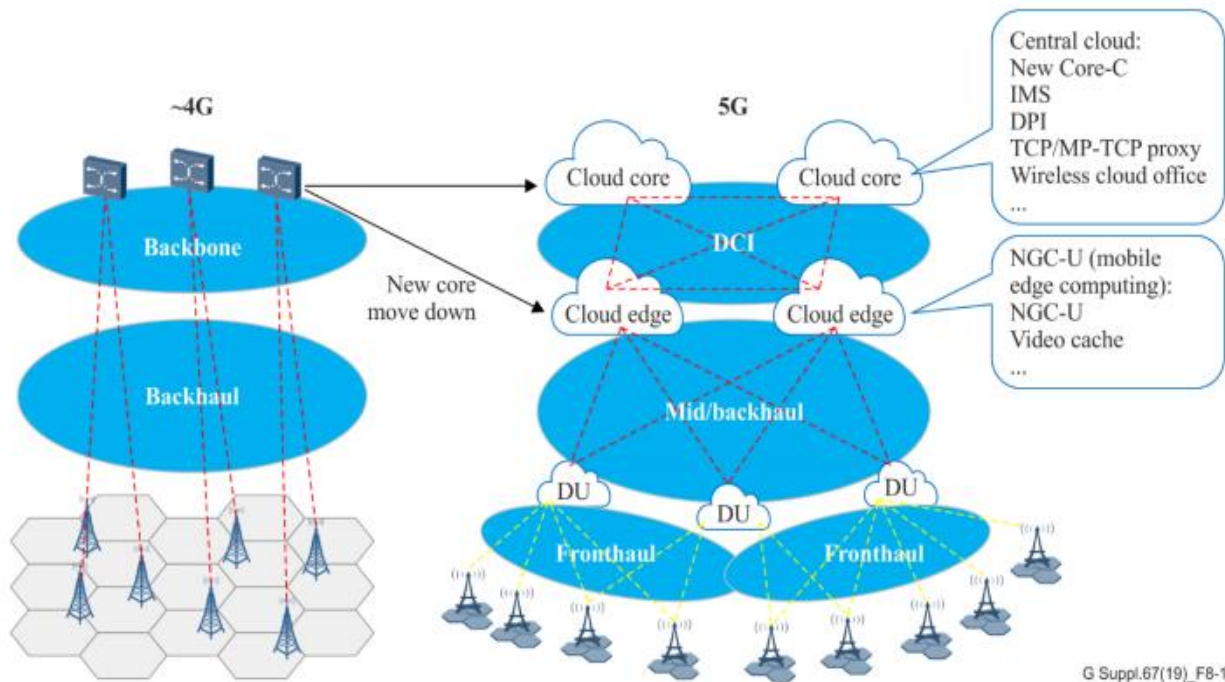 ~4G
5G
Backbone
Backhaul
New core
move down
Cloud core
Cloud core
DCI
Cloud edge
Cloud edge
Mid/backhaul
DU
DU
DU
Fronthaul
Fronthaul
Central cloud:
New Core-C
IMS
DPI
TCP/MP-TCP proxy
Wireless cloud office
...
NGC-U (mobile
edge computing):
NGC-U
Video cache
...
G Suppl.67(19)_F8-1